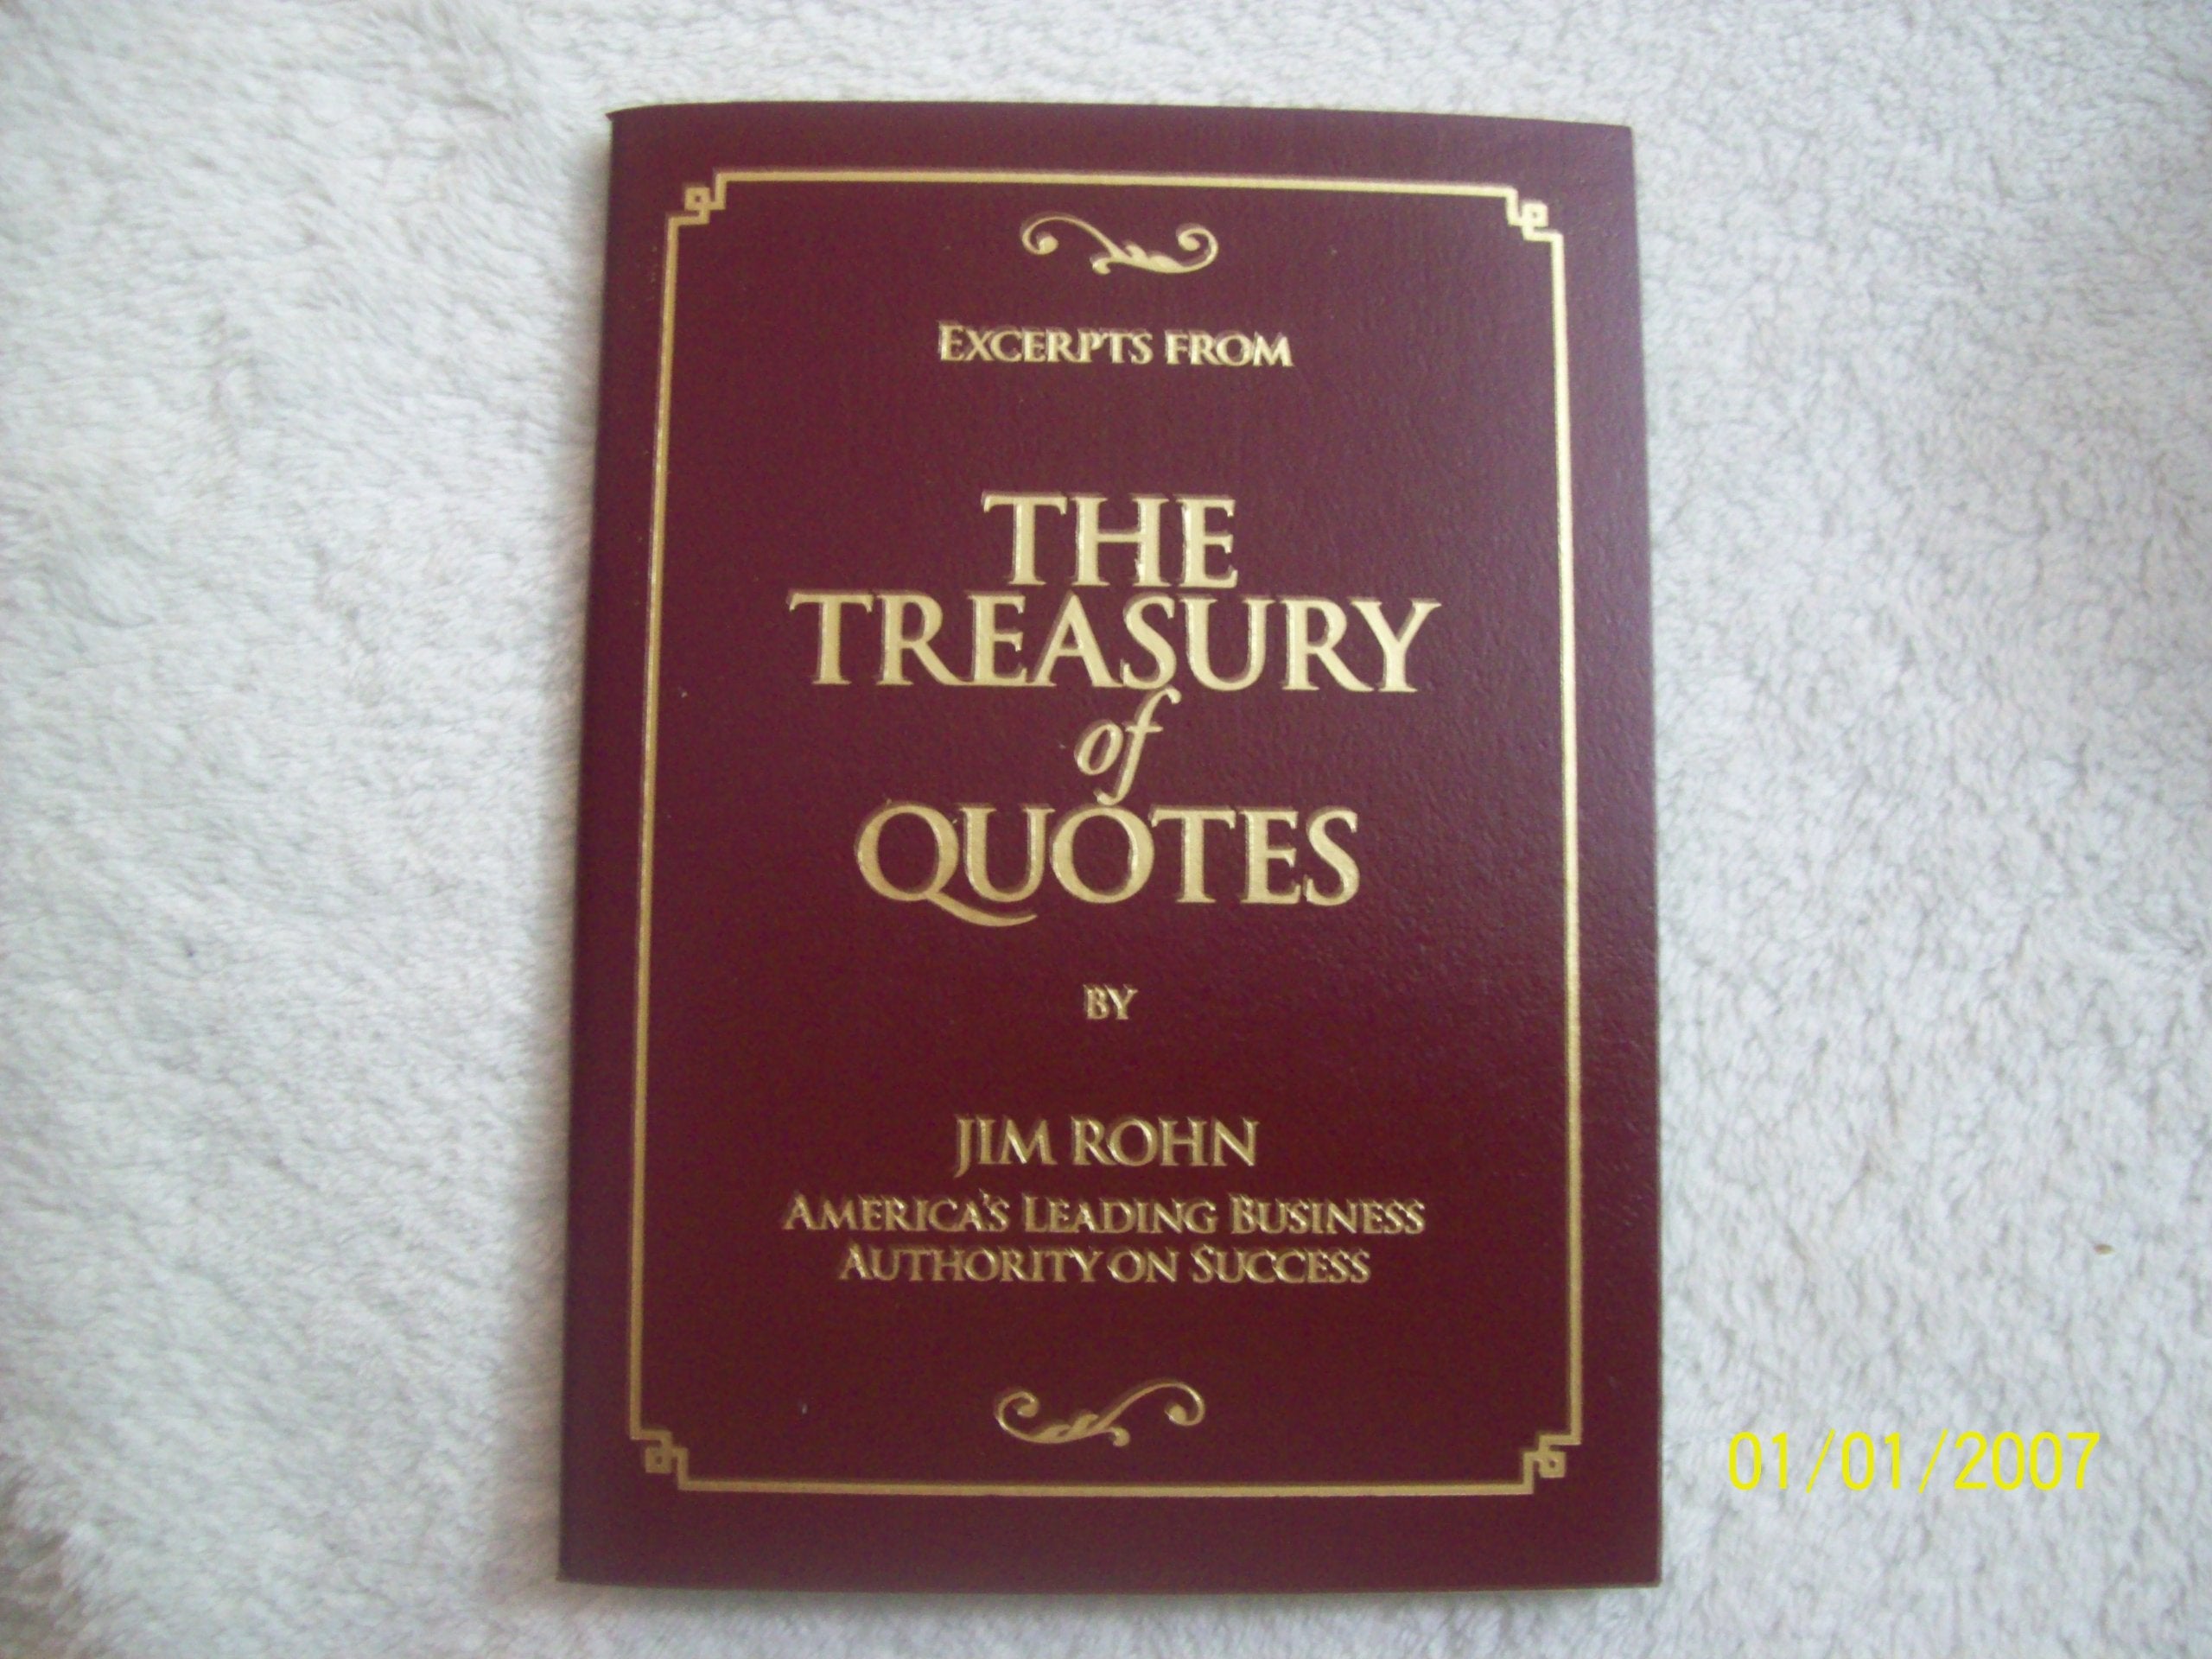 EXCERPTS FROM
THE
TREASURY
of
QUOTES
BY
JIM ROHN
AMERICA'S LEADING BUSINESS
AUTHORITY ON SUCCESS
01/01/2007